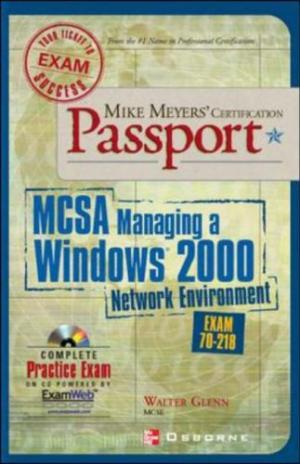 YOUR TICKET TO
EXAM
SUCCESS
From the #1 Name in Professional Certification
MIKE MEYERS' CERTIFICATION
Passport
MCSA Managing a
Windows 2000
Network Environment
EXAM
70-218
COMPLETE
Practice Exam
ON CD POWERED BY
ExamWeb
WALTER GLENN
MCSE
OSBORNE